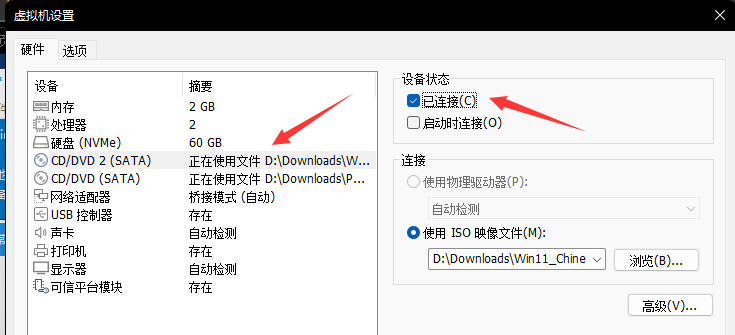 虚拟机设置
硬件 选项
设备 摘要
内存 2 GB
处理器 2
硬盘 (NVMe) 60 GB
CD/DVD 2 (SATA) 正在使用文件 D:\Downloads\W...
CD/DVD (SATA) 正在使用文件 D:\Downloads\P...
网络适配器 桥接模式 (自动)
USB 控制器 存在
声卡 自动检测
打印机 存在
显示器 自动检测
可信平台模块 存在
设备状态
已连接(C)
启动时连接(O)
连接
使用物理驱动器(P):
自动检测
使用 ISO 映像文件(M):
D:\Downloads\Win11_Chine
浏览(B)...
高级(V)...